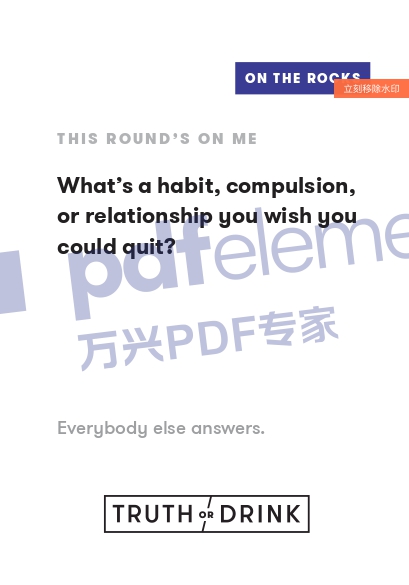 ON THE ROCKS
立刻移除水印
THIS ROUND'S ON ME
What's a habit, compulsion,
or relationship you wish you
could quit?
pdfeleme
万兴PDF专家
Everybody else answers.
TRUTH OR DRINK